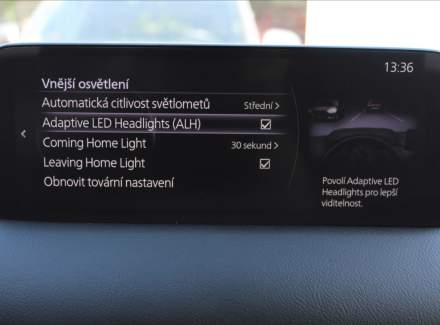 13:36
Vnější osvětlení
Automatická citlivost světlometů Střední >
Adaptive LED Headlights (ALH)
Coming Home Light 30 sekund >
Leaving Home Light
Obnovit tovární nastavení
Povolí Adaptive LED
Headlights pro lepší
viditelnost.